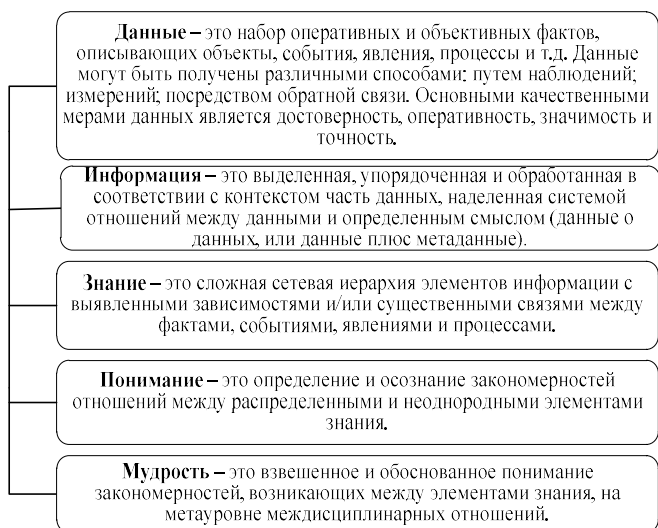 Данные – это набор оперативных и объективных фактов,
описывающих объекты, события, явления, процессы и т.д. Данные
могут быть получены различными способами: путем наблюдений;
измерений; посредством обратной связи. Основными качественными
мерами данных является достоверность, оперативность, значимость и
точность.
Информация – это выделенная, упорядоченная и обработанная в
соответствии с контекстом часть данных, наделенная системой
отношений между данными и определенным смыслом (данные о
данных, или данные плюс метаданные).
Знание – это сложная сетевая иерархия элементов информации с
выявленными зависимостями и/или существенными связями между
фактами, событиями, явлениями и процессами.
Понимание – это определение и осознание закономерностей
отношений между распределенными и неоднородными элементами
знания.
Мудрость – это взвешенное и обоснованное понимание
закономерностей, возникающих между элементами знания, на
метауровне междисциплинарных отношений.